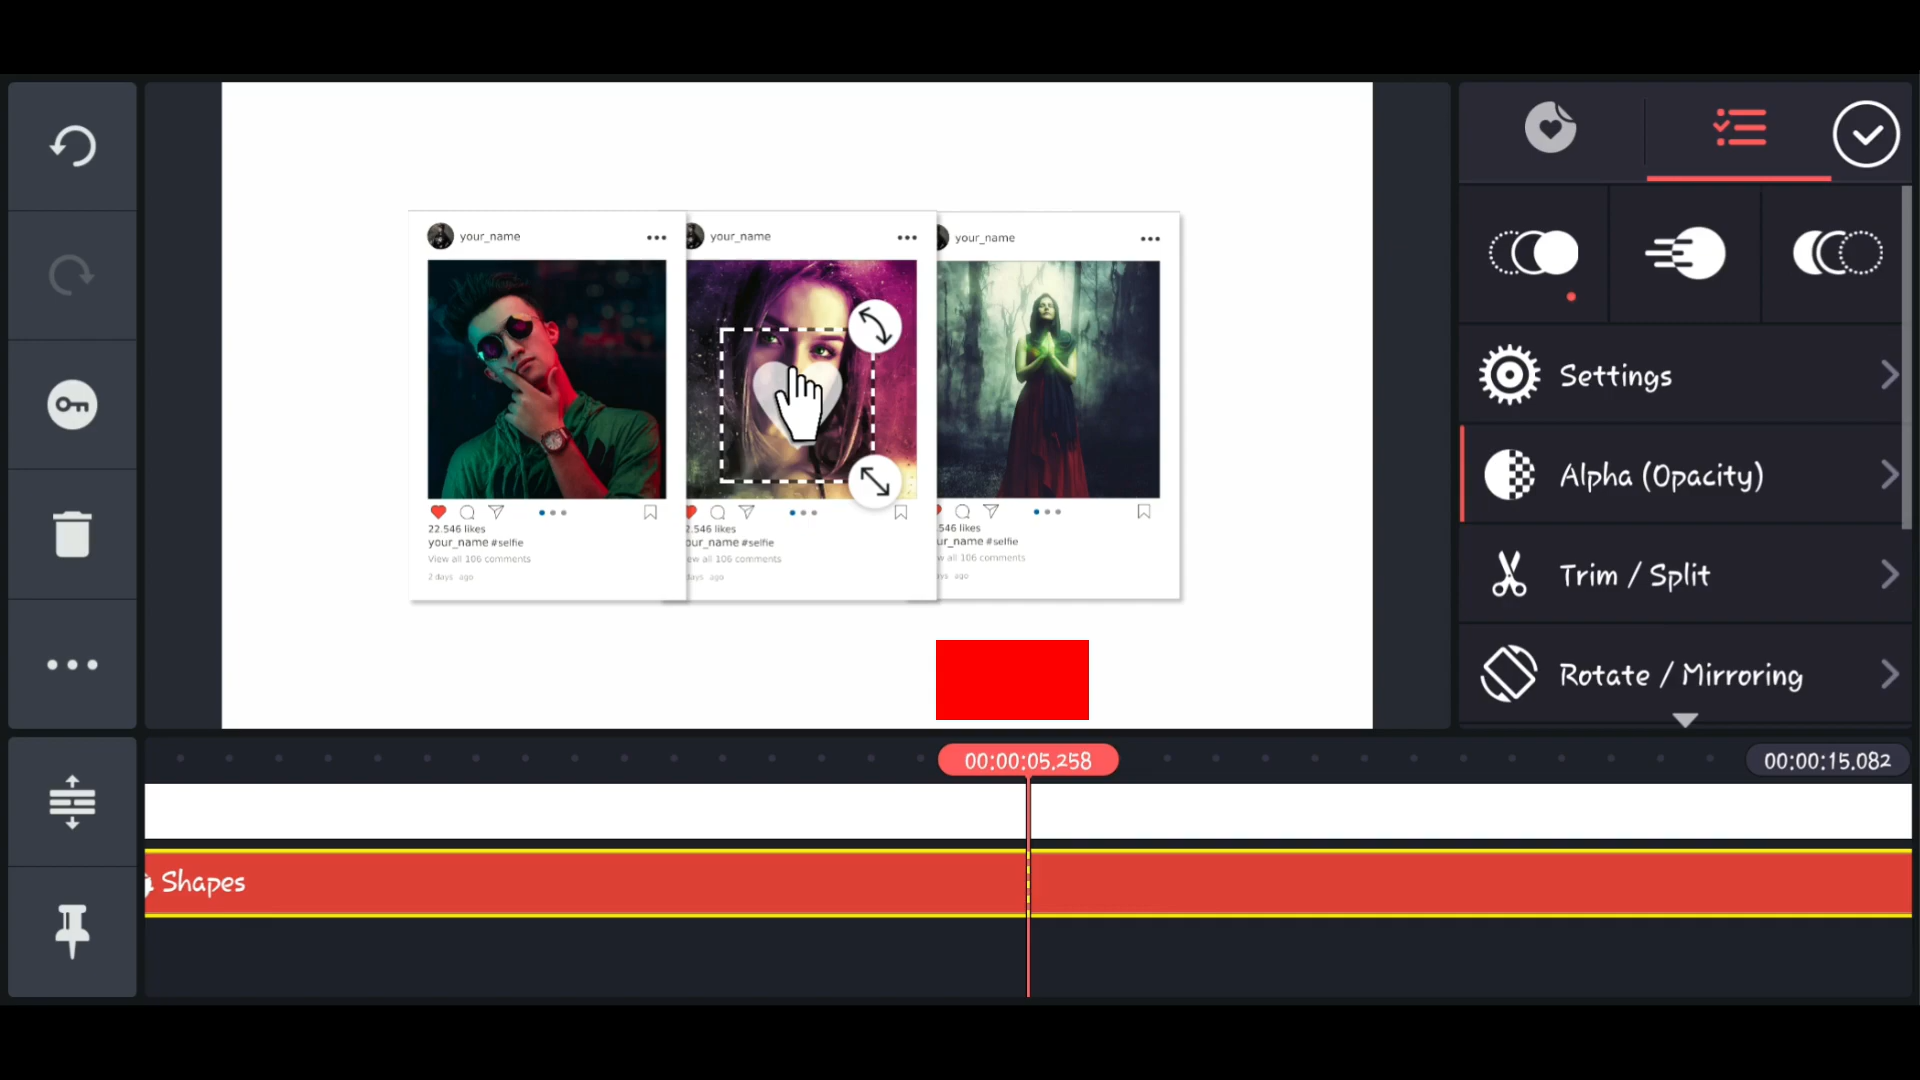 your_name
22.546 likes
your_name #selfie
View all 106 comments
2 days ago
your_name
2.546 likes
our_name #selfie
ew all 106 comments
days ago
your_name
546 likes
ur_name #selfie
w all 106 comments
ys ago
Settings
Alpha (Opacity)
Trim / Split
Rotate / Mirroring
00:00:05.258
00:00:15.082
Shapes